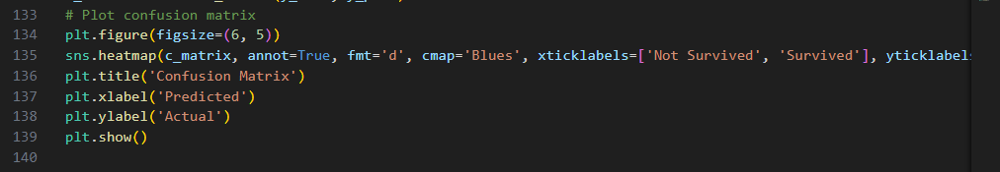 133 # Plot confusion matrix
134 plt.figure(figsize=(6, 5))
135 sns.heatmap(c_matrix, annot=True, fmt='d', cmap='Blues', xticklabels=['Not Survived', 'Survived'], yticklabels
136 plt.title('Confusion Matrix')
137 plt.xlabel('Predicted')
138 plt.ylabel('Actual')
139 plt.show()
140